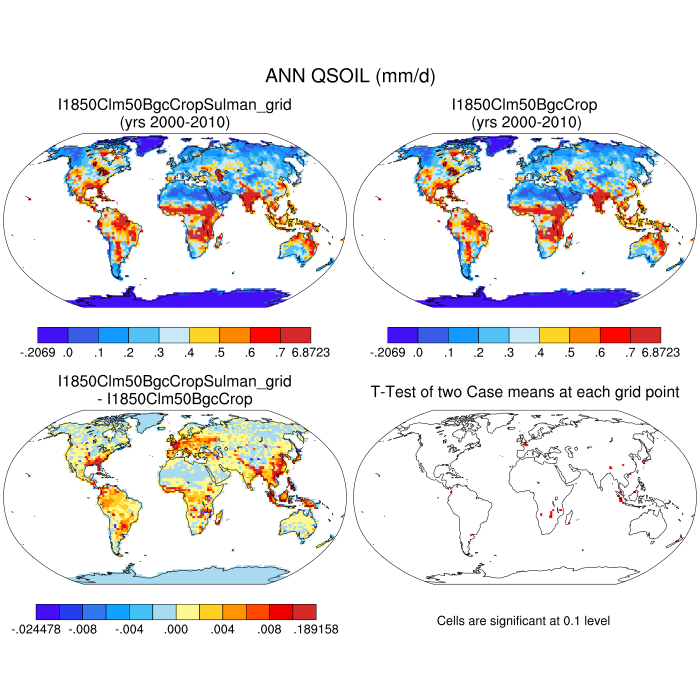 ANN QSOIL (mm/d)
I1850Clm50BgcCropSulman_grid
(yrs 2000-2010)
I1850Clm50BgcCrop
(yrs 2000-2010)
-.2069 .0 .1 .2 .3 .4 .5 .6 .7 6.8723
-.2069 .0 .1 .2 .3 .4 .5 .6 .7 6.8723
I1850Clm50BgcCropSulman_grid
- I1850Clm50BgcCrop
T-Test of two Case means at each grid point
-.024478 -.008 -.004 .000 .004 .008 .189158
Cells are significant at 0.1 level